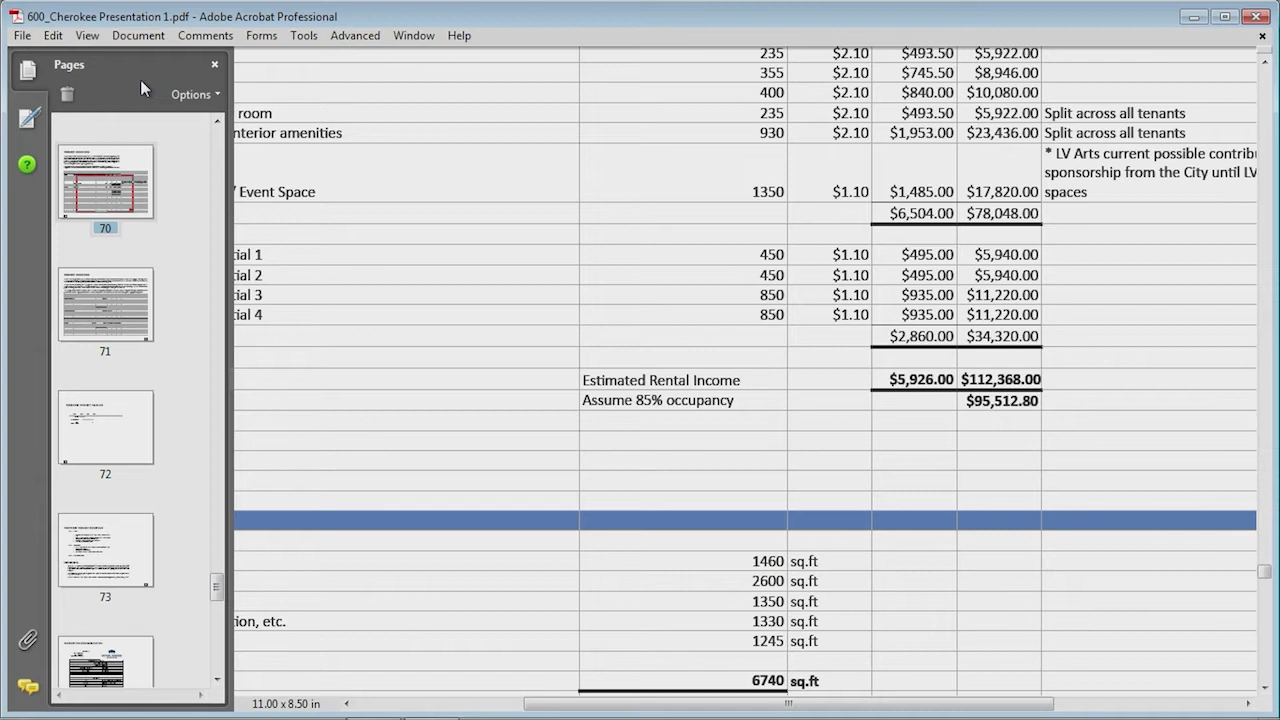 600_Cherokee Presentation 1.pdf - Adobe Acrobat Professional
File Edit View Document Comments Forms Tools Advanced Window Help
Pages
Options
70
71
72
73
235 $2.10 $493.50 $5,922.00
355 $2.10 $745.50 $8,946.00
400 $2.10 $840.00 $10,080.00
room 235 $2.10 $493.50 $5,922.00 Split across all tenants
nterior amenities 930 $2.10 $1,953.00 $23,436.00 Split across all tenants
* LV Arts current possible contribu
sponsorship from the City until LV
/ Event Space 1350 $1.10 $1,485.00 $17,820.00 spaces
$6,504.00 $78,048.00
tial 1 450 $1.10 $495.00 $5,940.00
tial 2 450 $1.10 $495.00 $5,940.00
tial 3 850 $1.10 $935.00 $11,220.00
tial 4 850 $1.10 $935.00 $11,220.00
$2,860.00 $34,320.00
Estimated Rental Income $5,926.00 $112,368.00
Assume 85% occupancy $95,512.80
1460 sq.ft
2600 sq.ft
1350 sq.ft
tion, etc. 1330 sq.ft
1245 sq.ft
6740 sq.ft
11.00 x 8.50 in